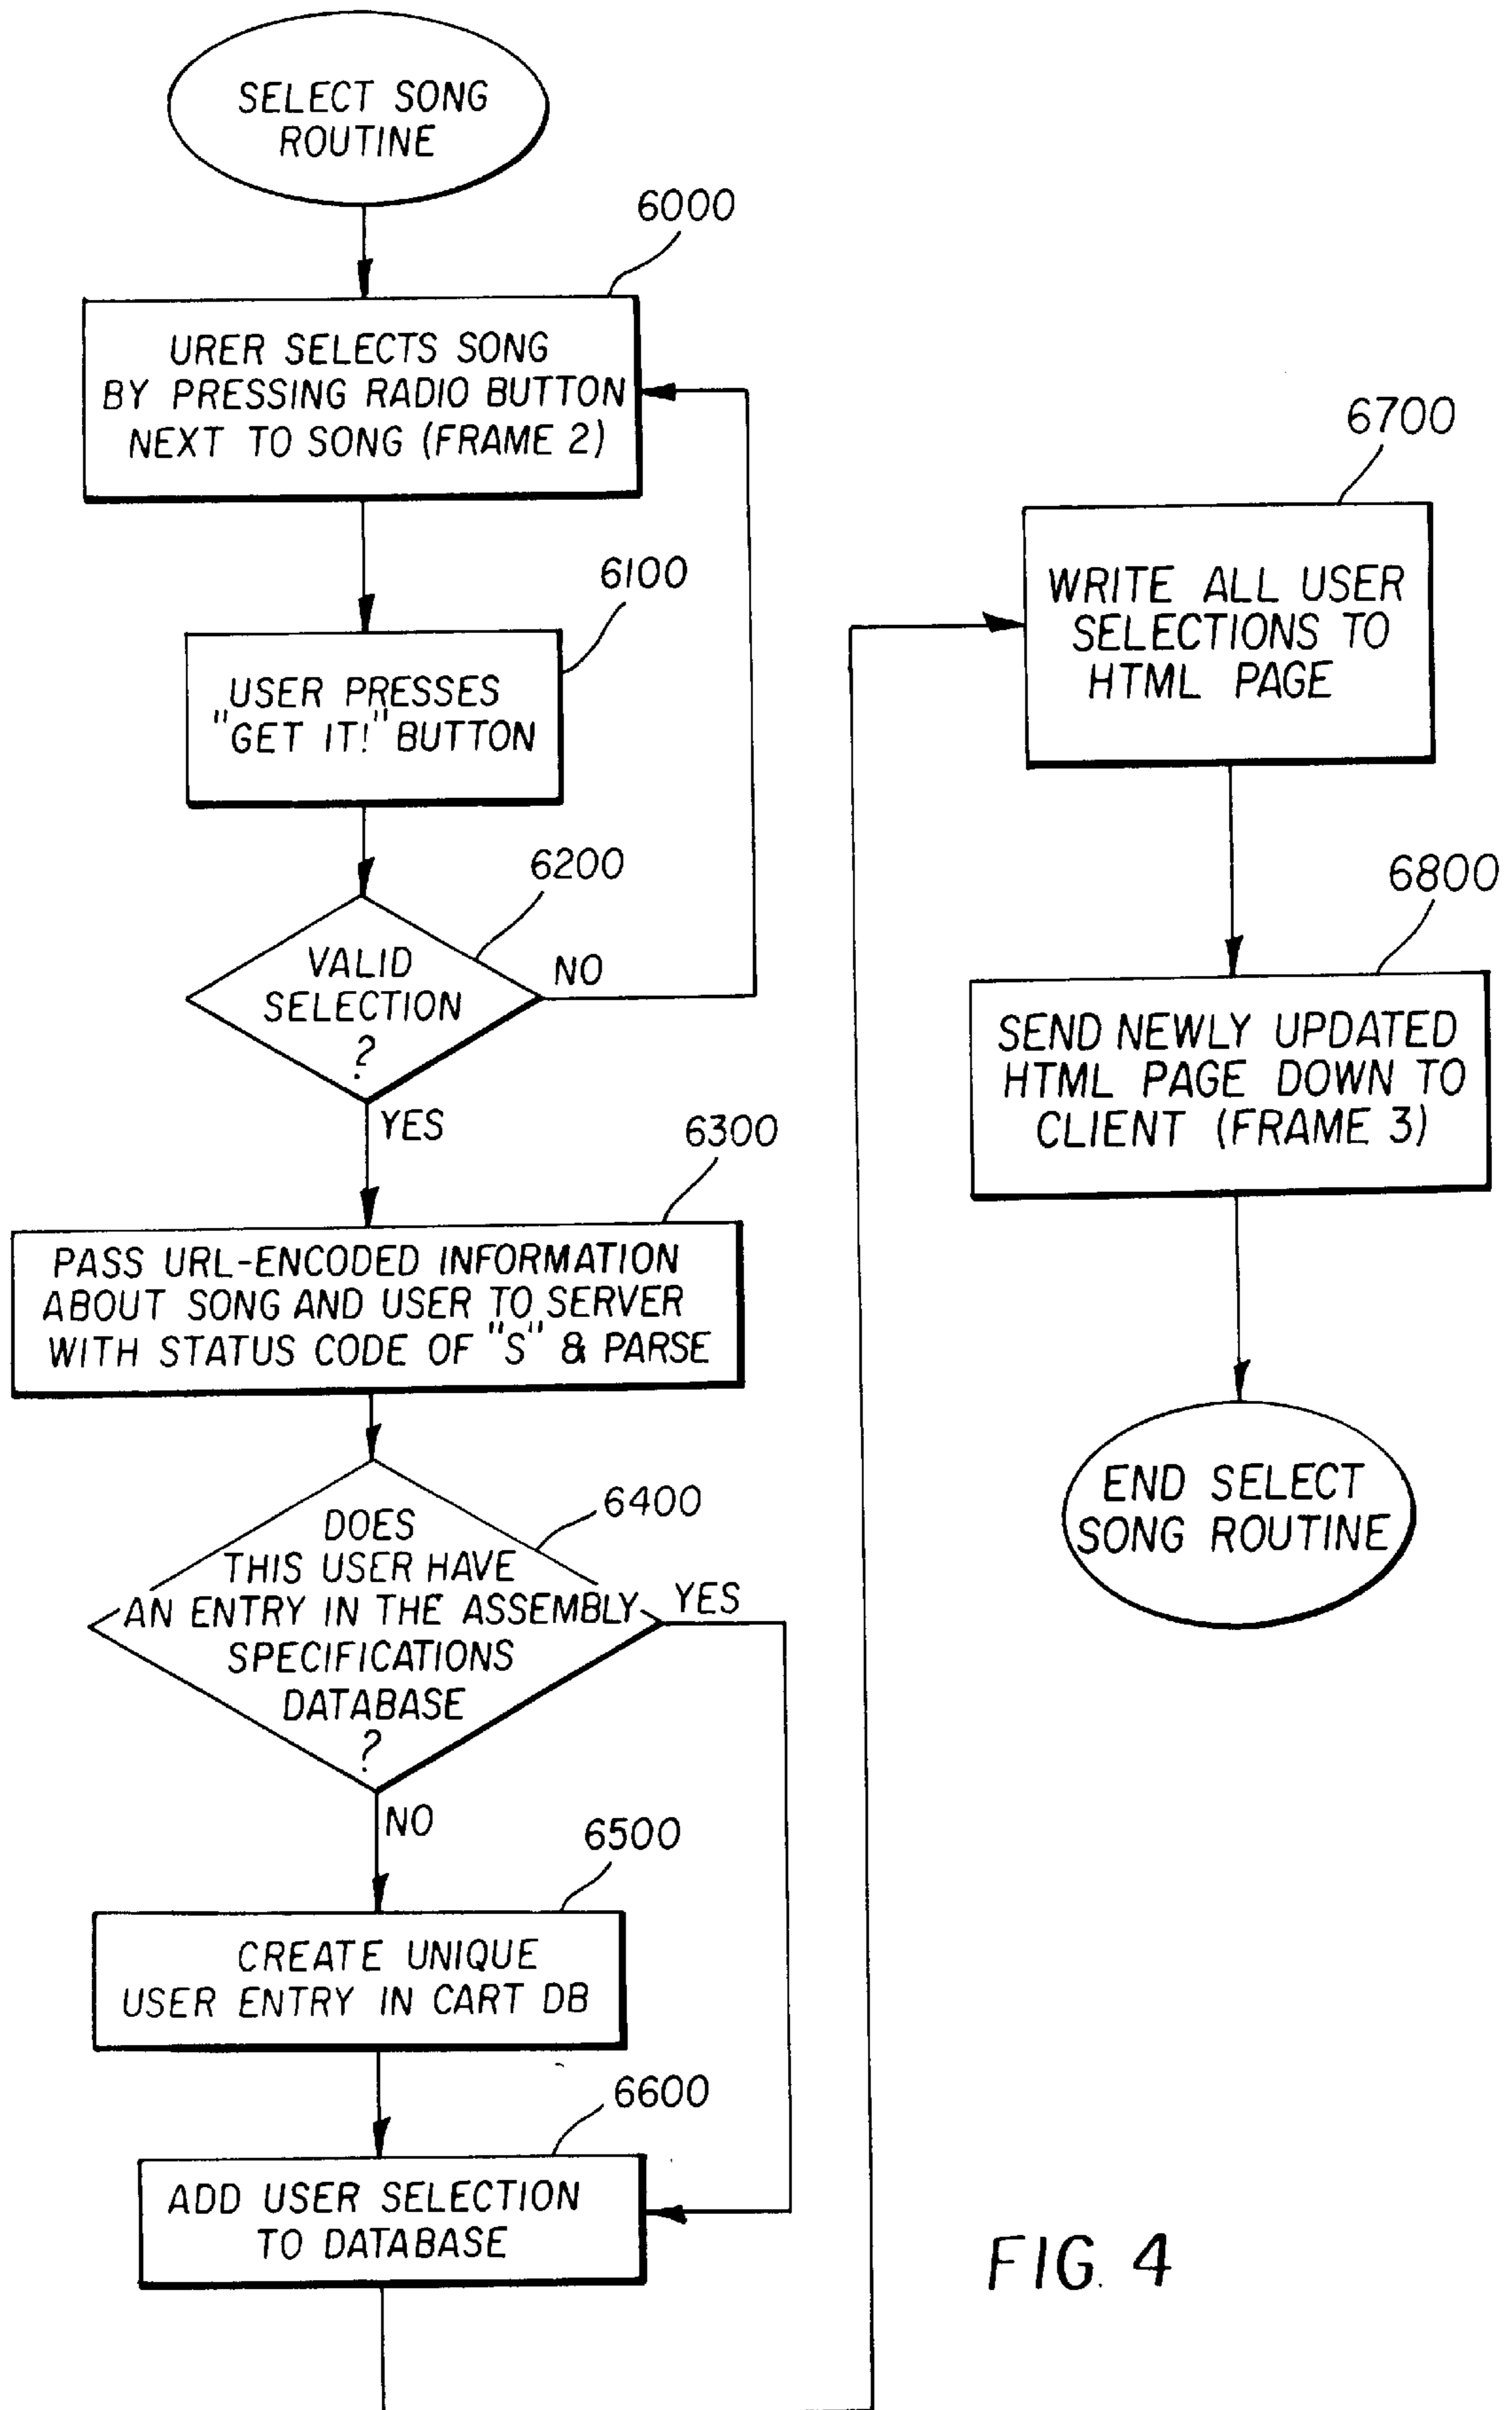 SELECT SONG
ROUTINE
6000
URER SELECTS SONG
BY PRESSING RADIO BUTTON
NEXT TO SONG (FRAME 2)
6100
USER PRESSES
"GET IT!" BUTTON
6200
VALID
SELECTION
?
NO
YES
6300
PASS URL-ENCODED INFORMATION
ABOUT SONG AND USER TO SERVER
WITH STATUS CODE OF "S" & PARSE
6400
DOES
THIS USER HAVE
AN ENTRY IN THE ASSEMBLY
SPECIFICATIONS
DATABASE
?
YES
NO
6500
CREATE UNIQUE
USER ENTRY IN CART DB
6600
ADD USER SELECTION
TO DATABASE
6700
WRITE ALL USER
SELECTIONS TO
HTML PAGE
6800
SEND NEWLY UPDATED
HTML PAGE DOWN TO
CLIENT (FRAME 3)
END SELECT
SONG ROUTINE
FIG. 4